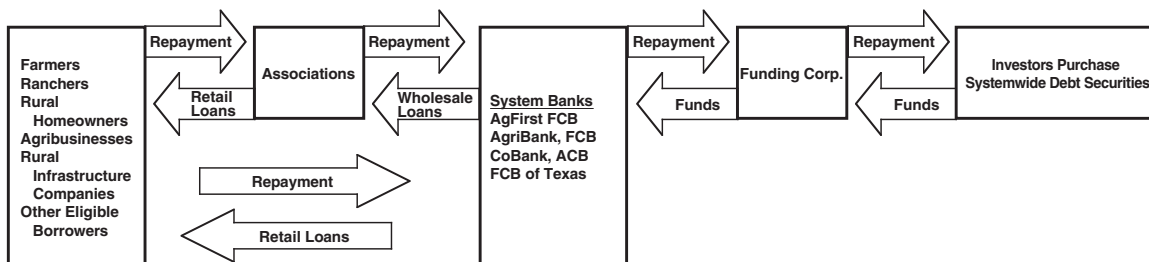 Farmers
Ranchers
Rural
Homeowners
Agribusinesses
Rural
Infrastructure
Companies
Other Eligible
Borrowers
Repayment
Retail
Loans
Associations
Repayment
Wholesale
Loans
Repayment
Retail Loans
System Banks
AgFirst FCB
AgriBank, FCB
CoBank, ACB
FCB of Texas
Repayment
Funds
Funding Corp.
Repayment
Funds
Investors Purchase
Systemwide Debt Securities